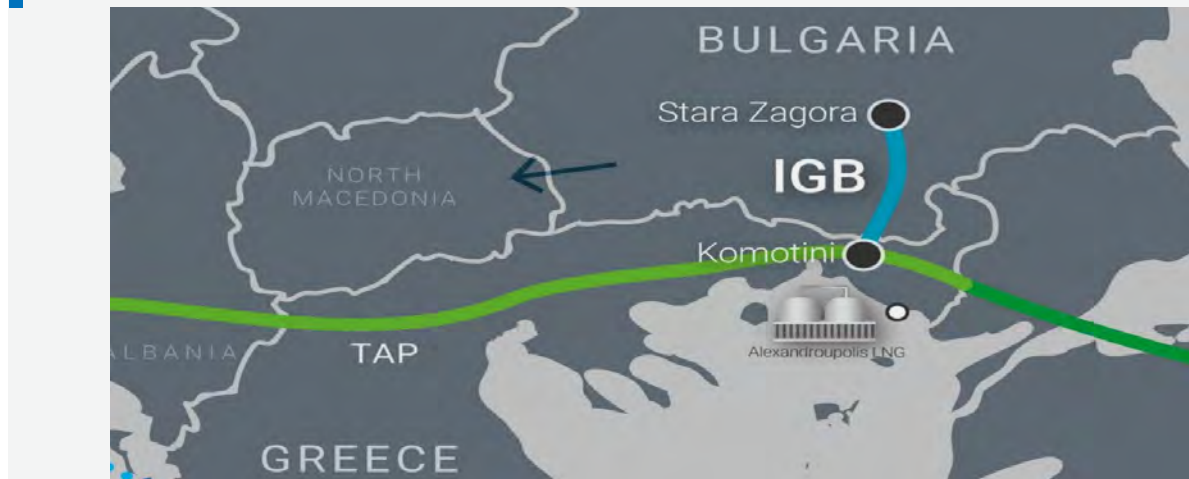 BULGARIA
Stara Zagora
IGB
NORTH
MACEDONIA
Komotini
Alexandroupolis LNG
ALBANIA
TAP
GREECE